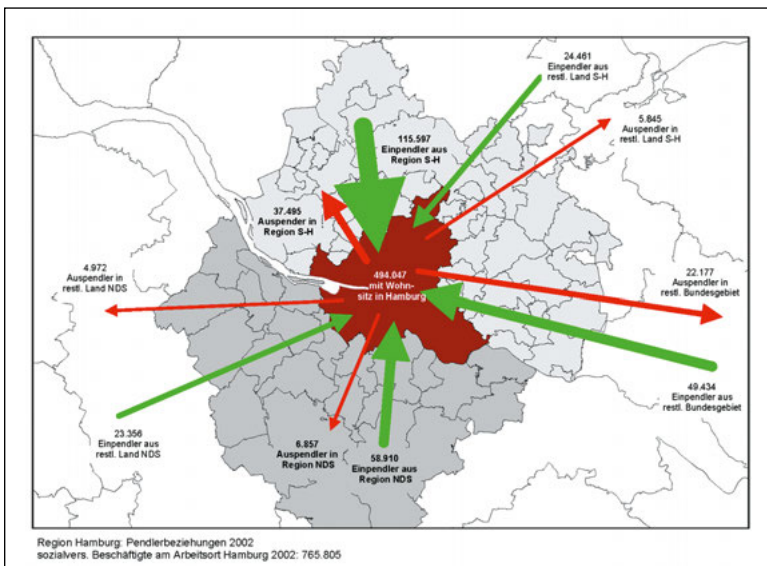 24.461
Einpendler aus
restl. Land S-H
5.845
Auspendler in
restl. Land S-H
115.597
Einpendler aus
Region S-H
37.495
Auspender in
Region S-H
4.972
Auspendler in
restl. Land NDS
494.047
mit Wohn-
sitz in Hamburg
22.177
Auspendler in
restl. Bundesgebiet
49.434
Einpendler aus
restl. Bundesgebiet
23.356
Einpendler aus
restl. Land NDS
6.857
Auspendler in
Region NDS
58.910
Einpendler aus
Region NDS
Region Hamburg: Pendlerbeziehungen 2002
sozialvers. Beschäftigte am Arbeitsort Hamburg 2002: 765.805